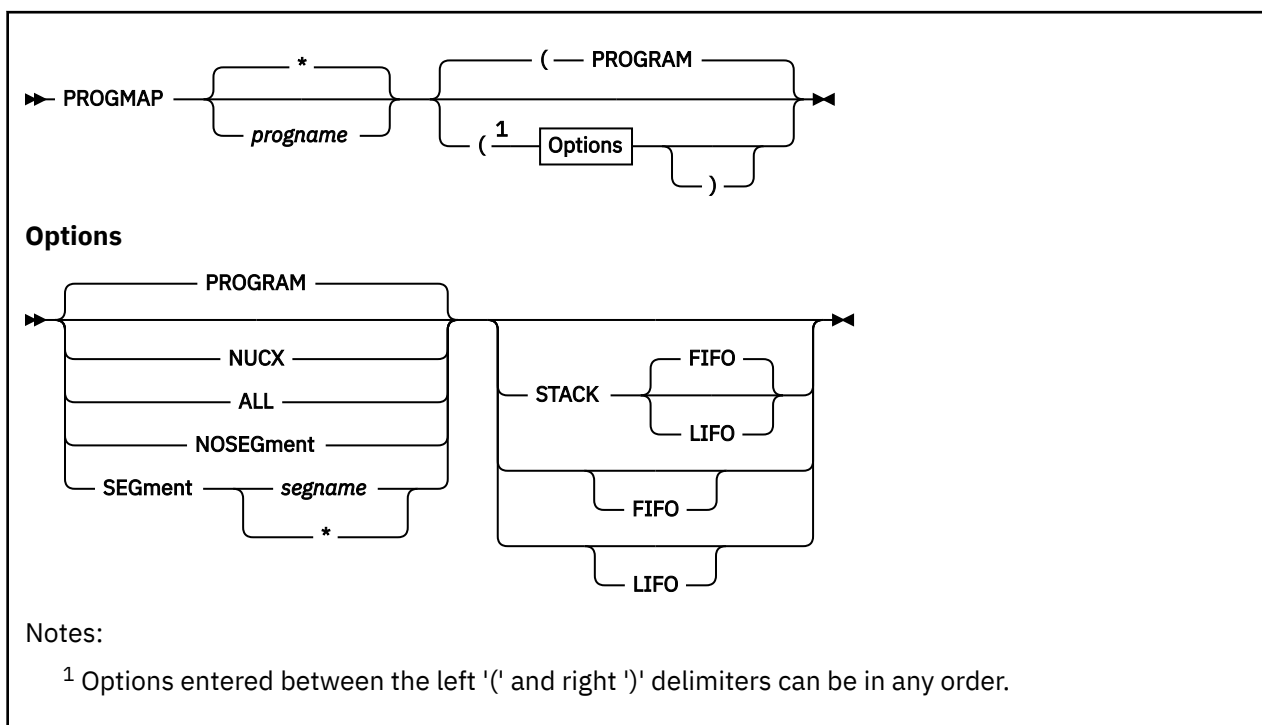 *
( PROGRAM
PROGMAP
progname
( 1 Options
)
Options
PROGRAM
NUCX
ALL
NOSEGment
SEGment segname
*
FIFO
STACK
LIFO
FIFO
LIFO
Notes:
1 Options entered between the left '(' and right ')' delimiters can be in any order.